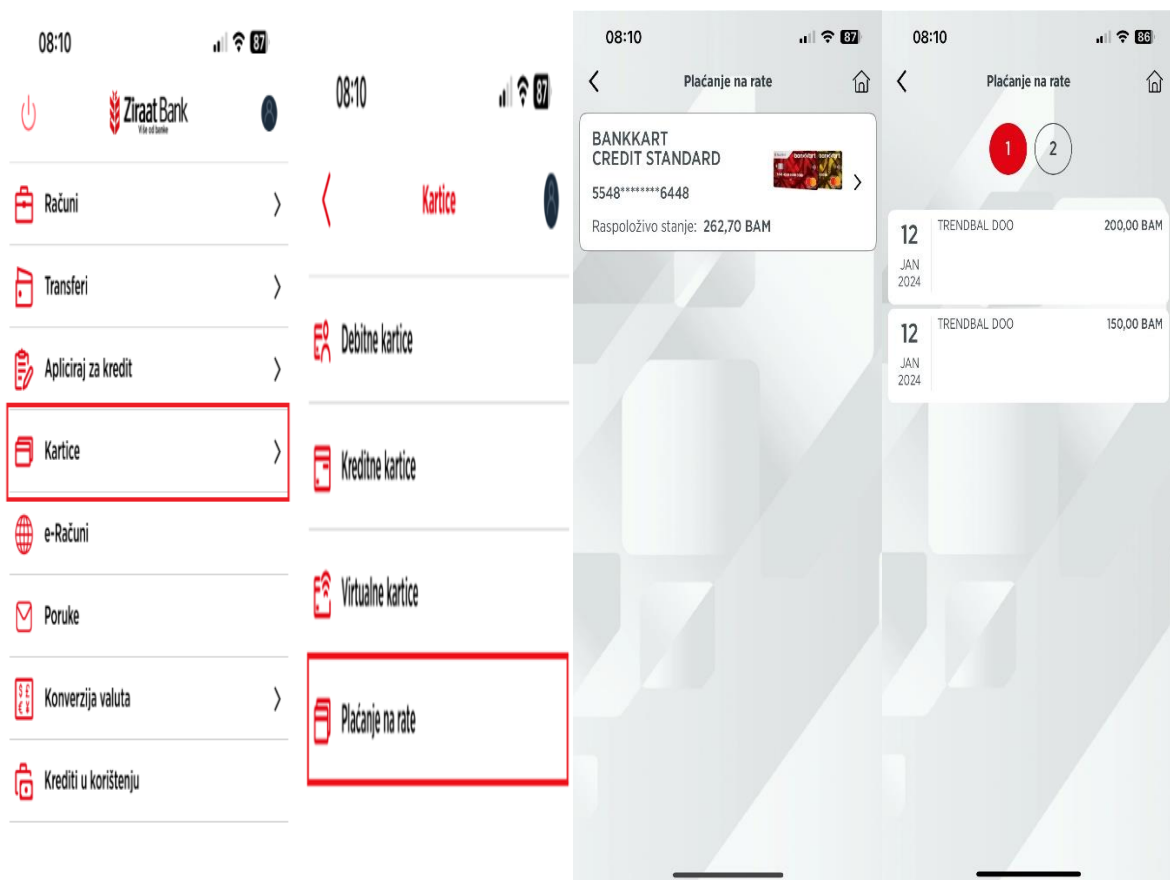 08:10
87
Ziraat Bank
Više od banke
Računi
Transferi
Apliciraj za kredit
Kartice
e-Računi
Poruke
Konverzija valuta
Krediti u korištenju
08:10
87
Kartice
Debitne kartice
Kreditne kartice
Virtualne kartice
Plaćanje na rate
08:10
87
Plaćanje na rate
BANKKART
CREDIT STANDARD
5548********6448
Raspoloživo stanje: 262,70 BAM
08:10
86
Plaćanje na rate
1 2
12 TRENDBAL DOO 200,00 BAM
JAN
2024
12 TRENDBAL DOO 150,00 BAM
JAN
2024